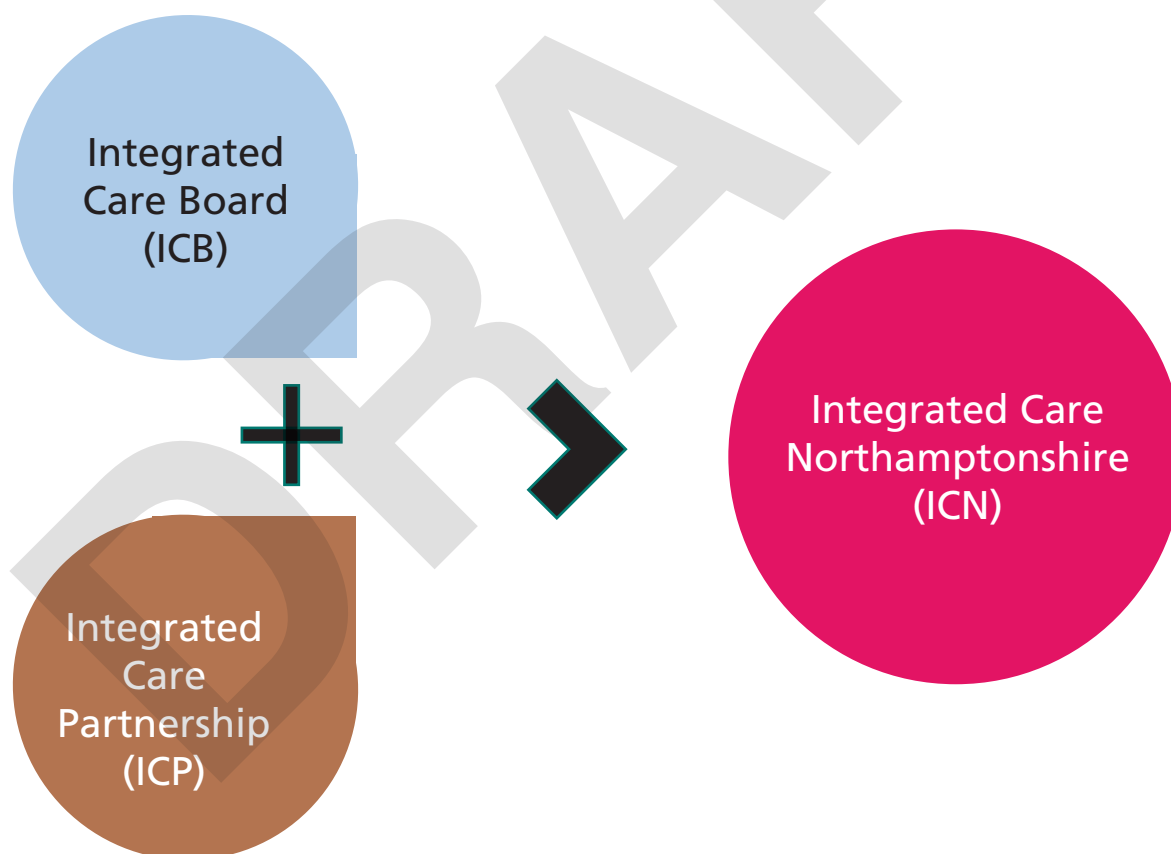 Integrated
Care Board
(ICB)
+
Integrated
Care
Partnership
(ICP)
Integrated Care
Northamptonshire
(ICN)
DRAF